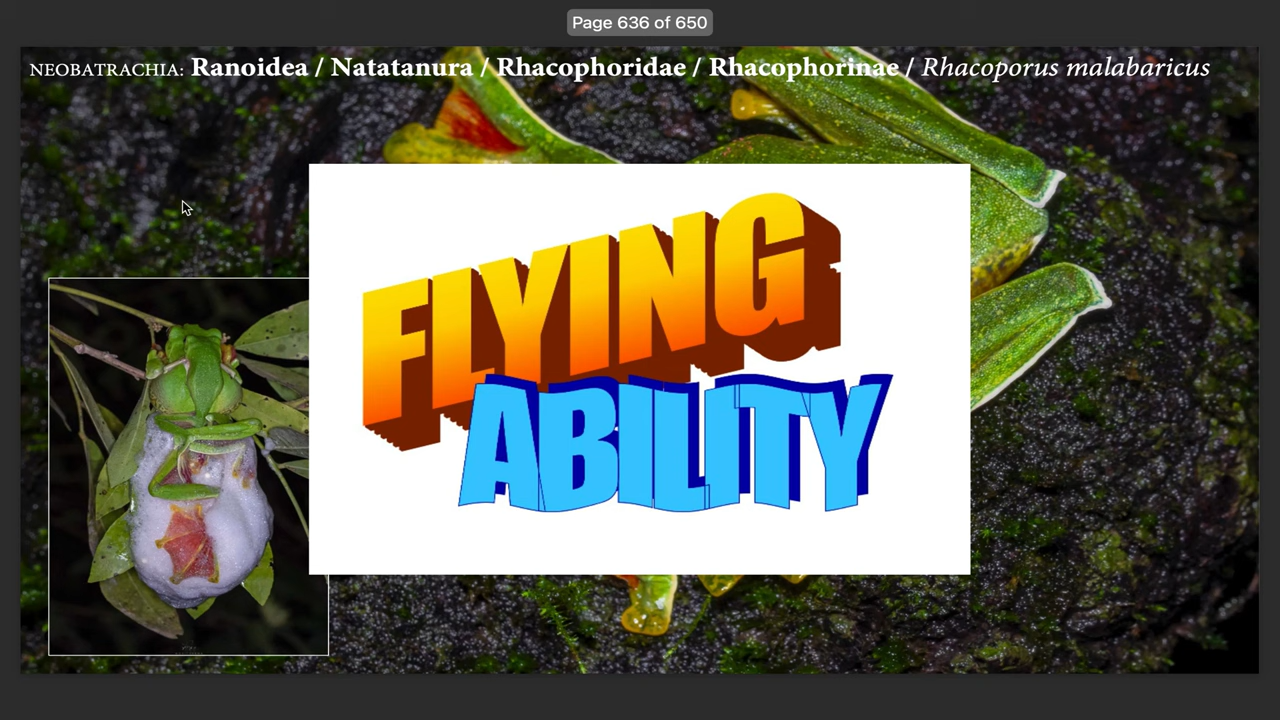 Page 636 of 650
NEOBATRACHIA: Ranoidea / Natatanura / Rhacophoridae / Rhacophorinae / Rhacoporus malabaricus
FLYING
ABILITY